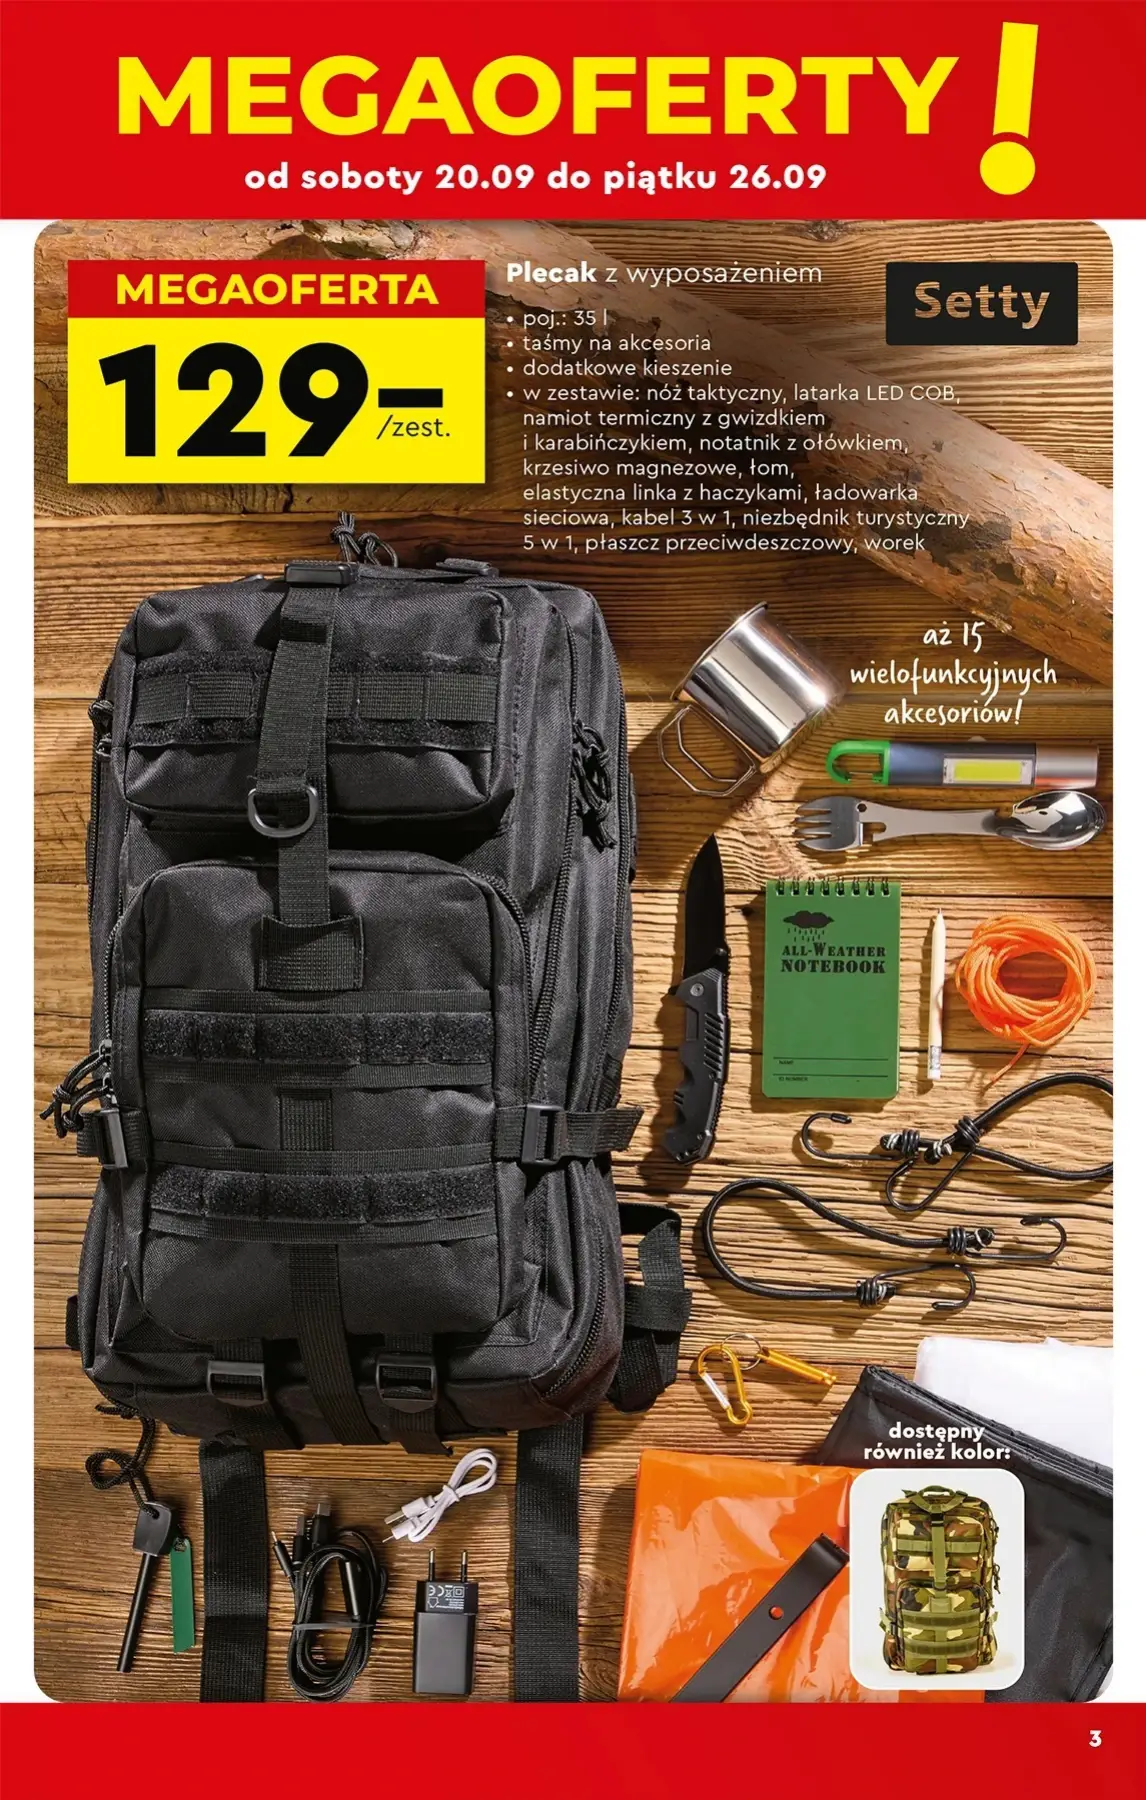 MEGAOFERTY!
od soboty 20.09 do piątku 26.09
MEGAOFERTA
129,-
/zest.
Plecak z wyposażeniem
• poj.: 35 l
• taśmy na akcesoria
• dodatkowe kieszenie
• w zestawie: nóż taktyczny, latarka LED COB,
namiot termiczny z gwizdkiem
i karabińczykiem, notatnik z ołówkiem,
krzesiwo magnezowe, łom,
elastyczna linka z haczykami, ładowarka
sieciowa, kabel 3 w 1, niezbędnik turystyczny
5 w 1, płaszcz przeciwdeszczowy, worek
Setty
aż 15
wielofunkcyjnych
akcesoriów!
ALL-WEATHER
NOTEBOOK
NAME
ID NUMBER
dostępny
również kolor:
3